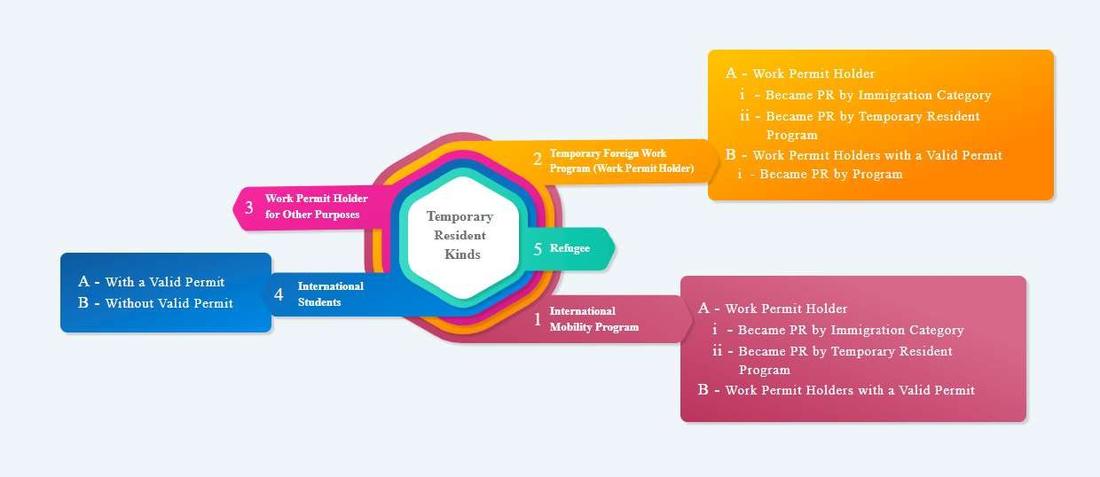 Temporary
Resident
Kinds
1 International
Mobility Program
A - Work Permit Holder
i - Became PR by Immigration Category
ii - Became PR by Temporary Resident
Program
B - Work Permit Holders with a Valid Permit
2 Temporary Foreign Work
Program (Work Permit Holder)
A - Work Permit Holder
i - Became PR by Immigration Category
ii - Became PR by Temporary Resident
Program
B - Work Permit Holders with a Valid Permit
i - Became PR by Program
3 Work Permit Holder
for Other Purposes
4 International
Students
A - With a Valid Permit
B - Without Valid Permit
5 Refugee